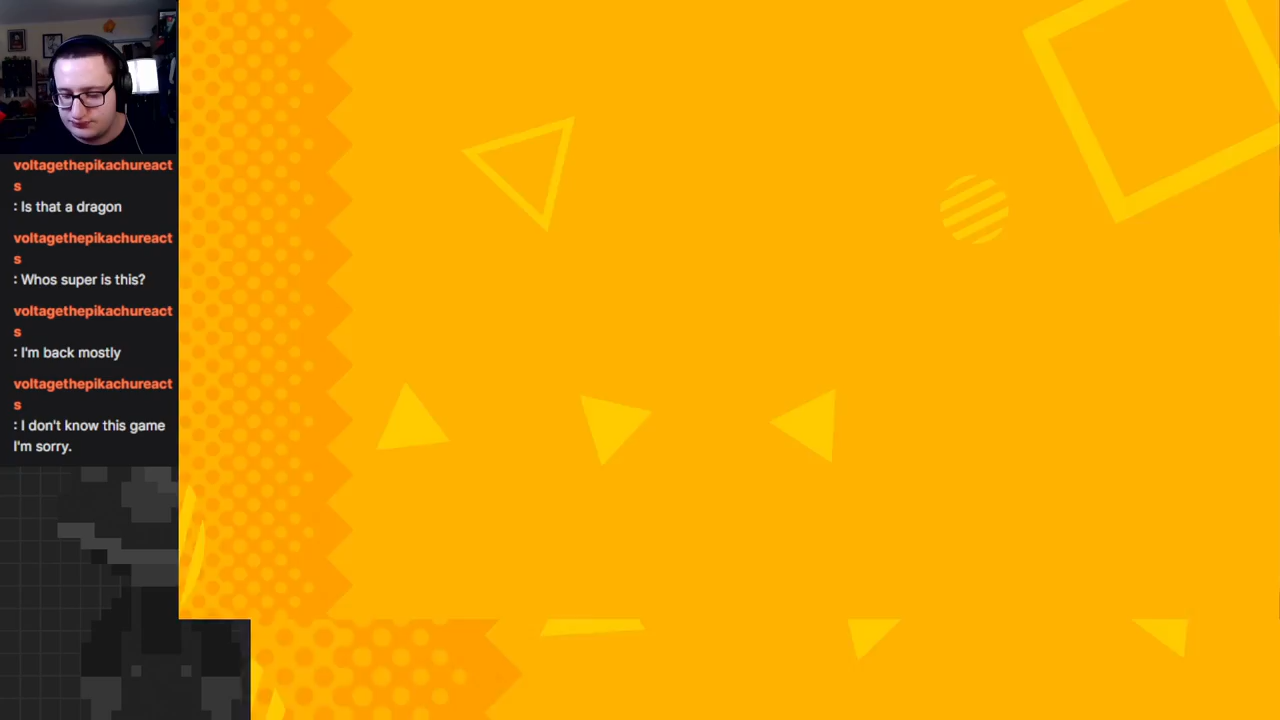 voltagethepikachureact
s
: Is that a dragon
voltagethepikachureact
s
: Whos super is this?
voltagethepikachureact
s
: I'm back mostly
voltagethepikachureact
s
: I don't know this game
I'm sorry.